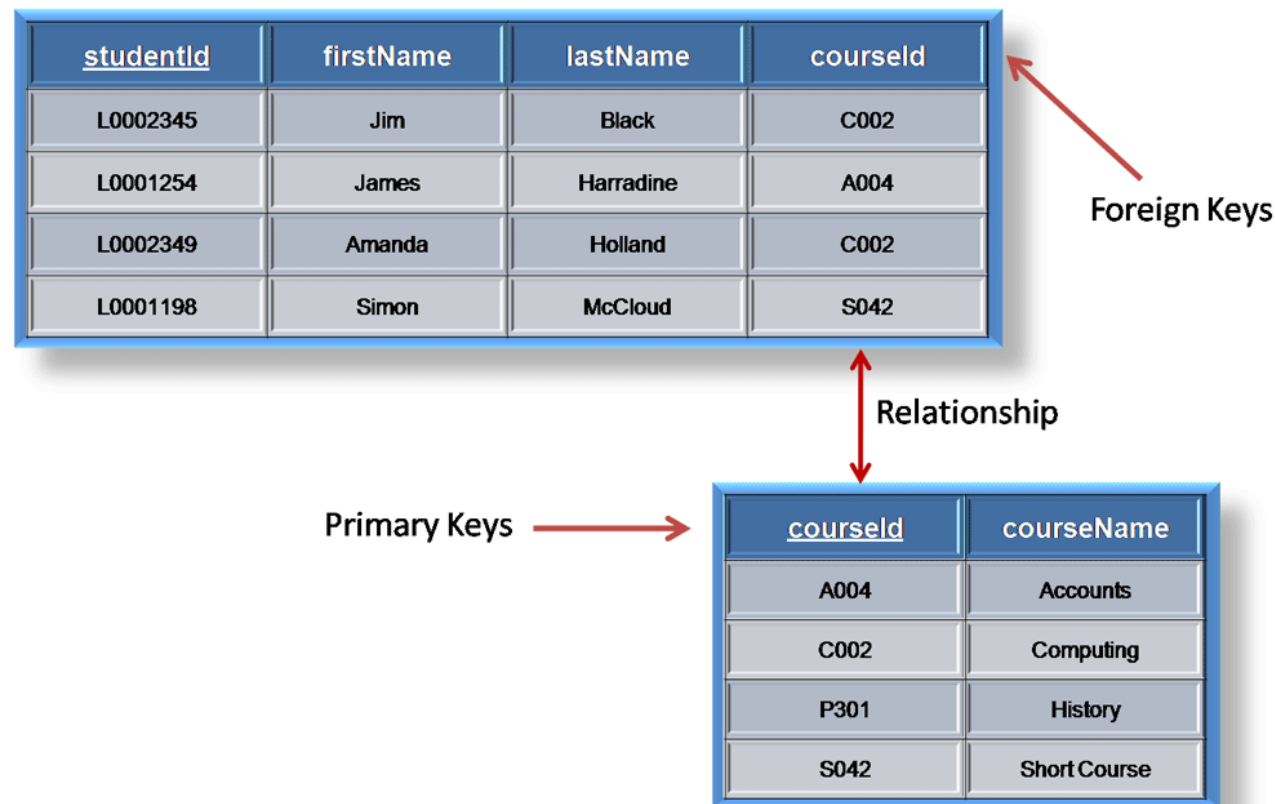 studentId firstName lastName courseId
L0002345 Jim Black C002
L0001254 James Harradine A004
L0002349 Amanda Holland C002
L0001198 Simon McCloud S042
Foreign Keys
Relationship
Primary Keys
courseId courseName
A004 Accounts
C002 Computing
P301 History
S042 Short Course